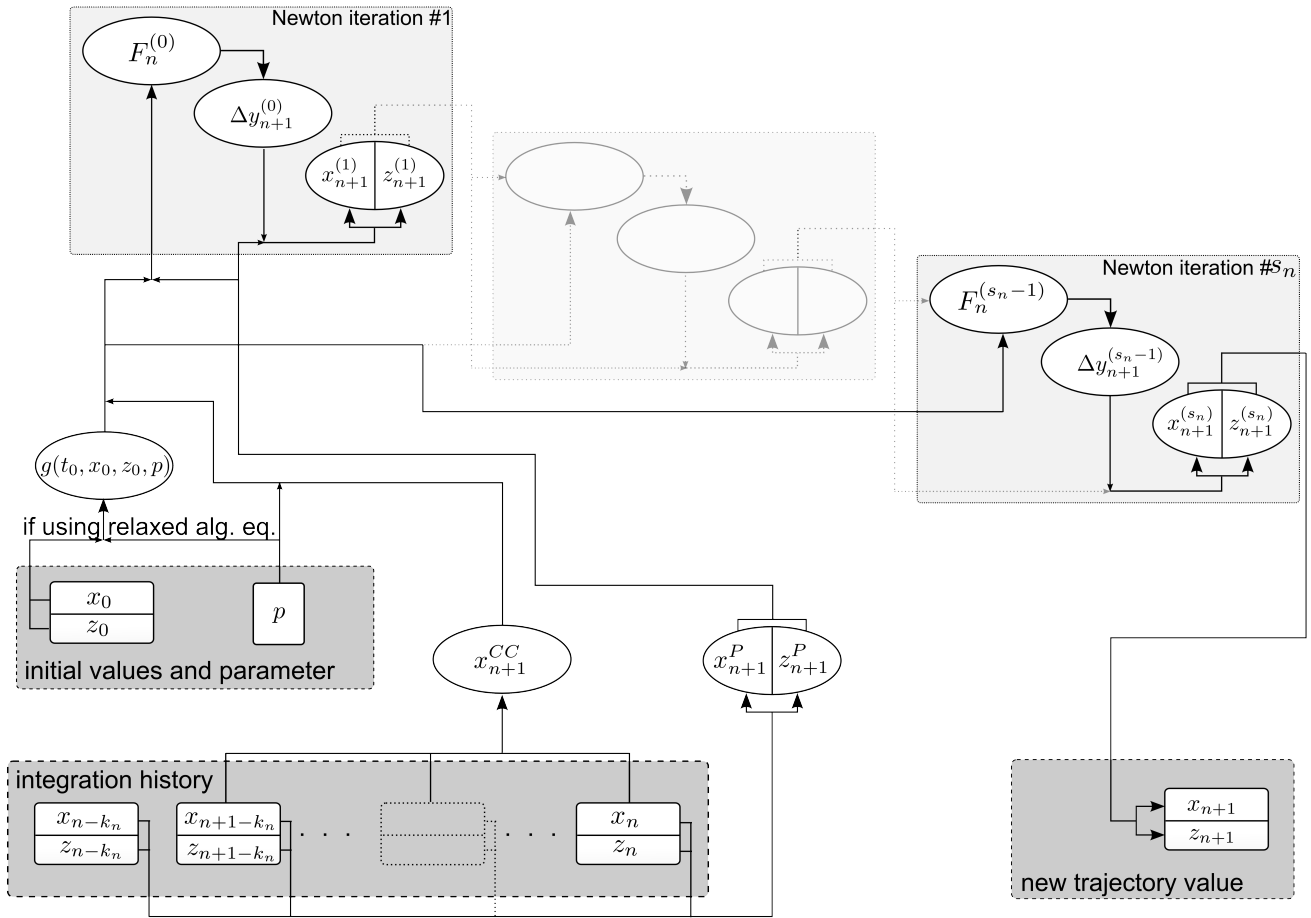 Newton iteration #1
F_n^{(0)}
Δy_{n+1}^{(0)}
x_{n+1}^{(1)} z_{n+1}^{(1)}
Newton iteration #s_n
F_n^{(s_n−1)}
Δy_{n+1}^{(s_n−1)}
x_{n+1}^{(s_n)} z_{n+1}^{(s_n)}
g(t_0, x_0, z_0, p)
if using relaxed alg. eq.
x_0
z_0
p
initial values and parameter
x_{n+1}^{CC}
x_{n+1}^P z_{n+1}^P
integration history
x_{n−k_n}
z_{n−k_n}
x_{n+1−k_n}
z_{n+1−k_n}
. . .
. . .
x_n
z_n
x_{n+1}
z_{n+1}
new trajectory value